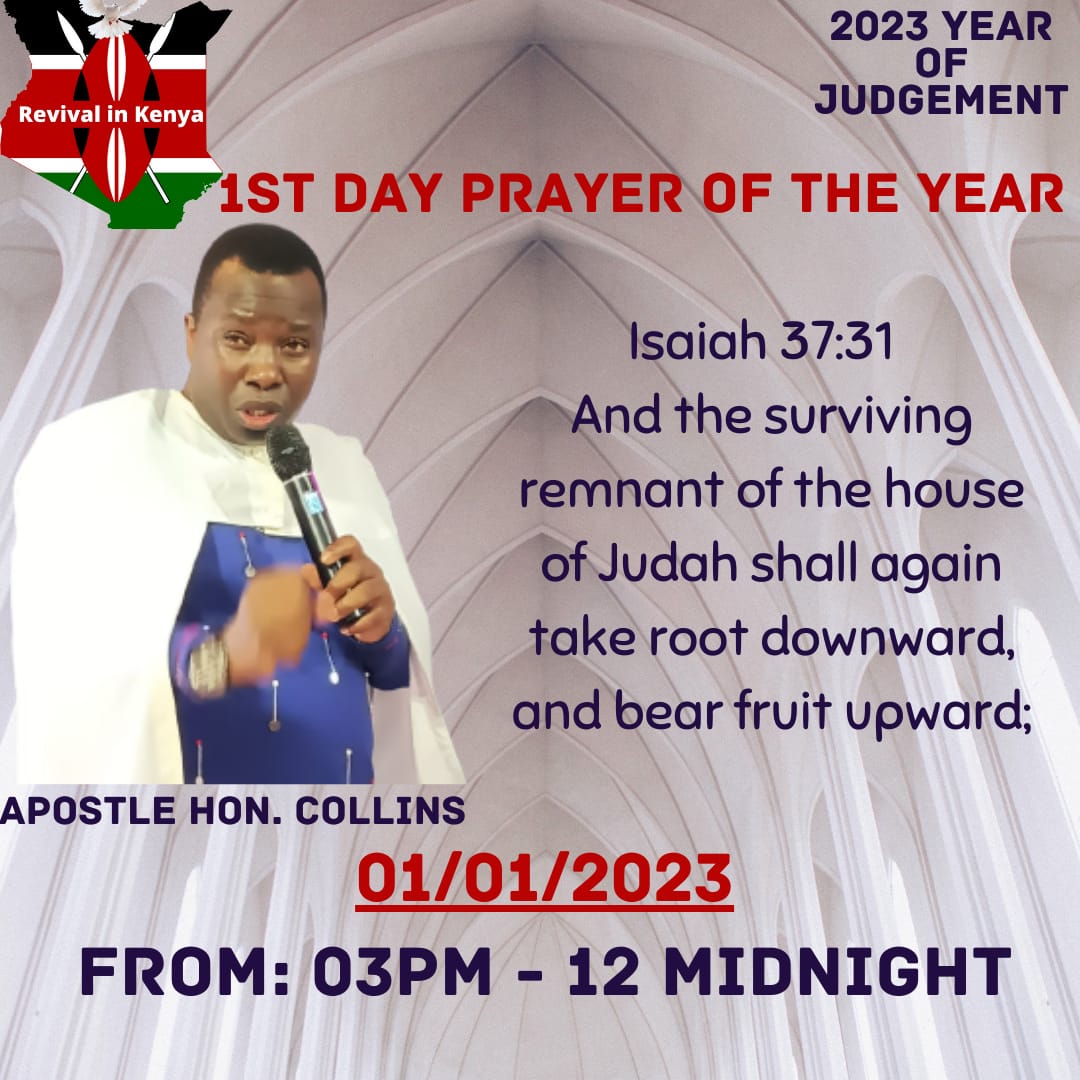 Revival in Kenya
2023 YEAR
OF
JUDGEMENT
1ST DAY PRAYER OF THE YEAR
Isaiah 37:31
And the surviving
remnant of the house
of Judah shall again
take root downward,
and bear fruit upward;
APOSTLE HON. COLLINS
01/01/2023
FROM: 03PM - 12 MIDNIGHT